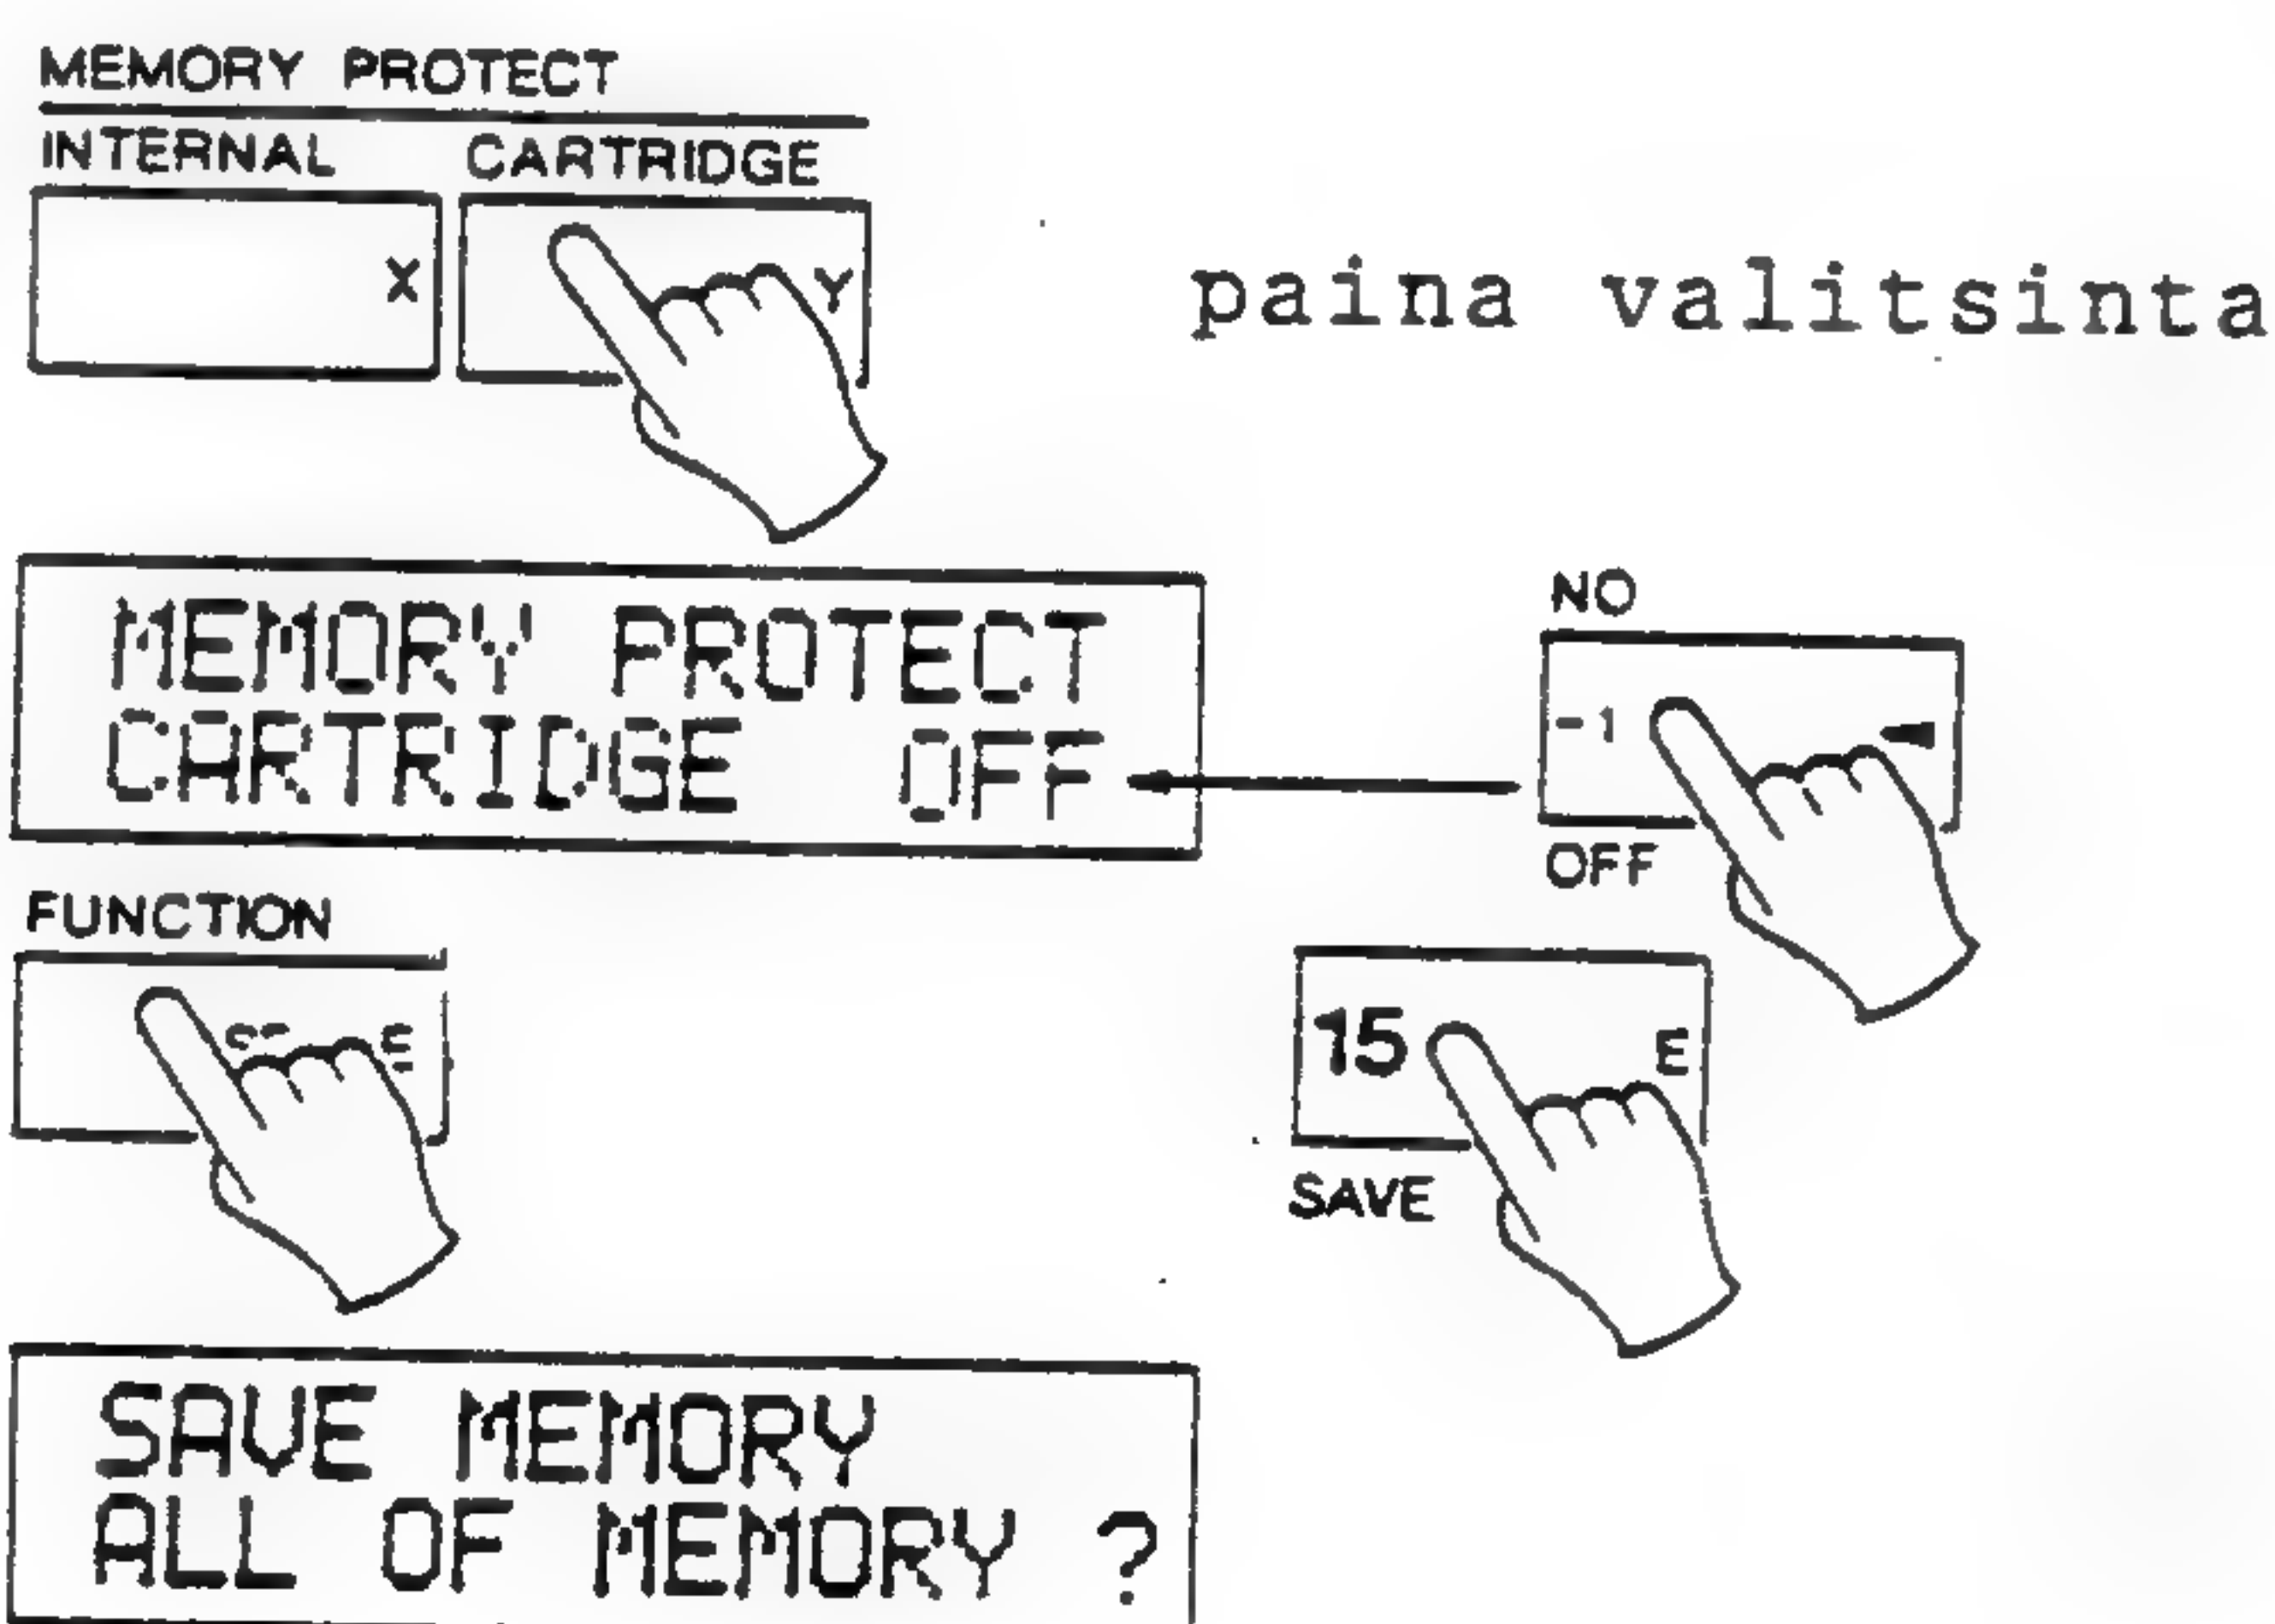 MEMORY PROTECT
INTERNAL CARTRIDGE
X Y
paina valitsinta
MEMORY PROTECT
CARTRIDGE OFF
NO
-1
OFF
FUNCTION
15 E
SAVE
SAVE MEMORY
ALL OF MEMORY ?